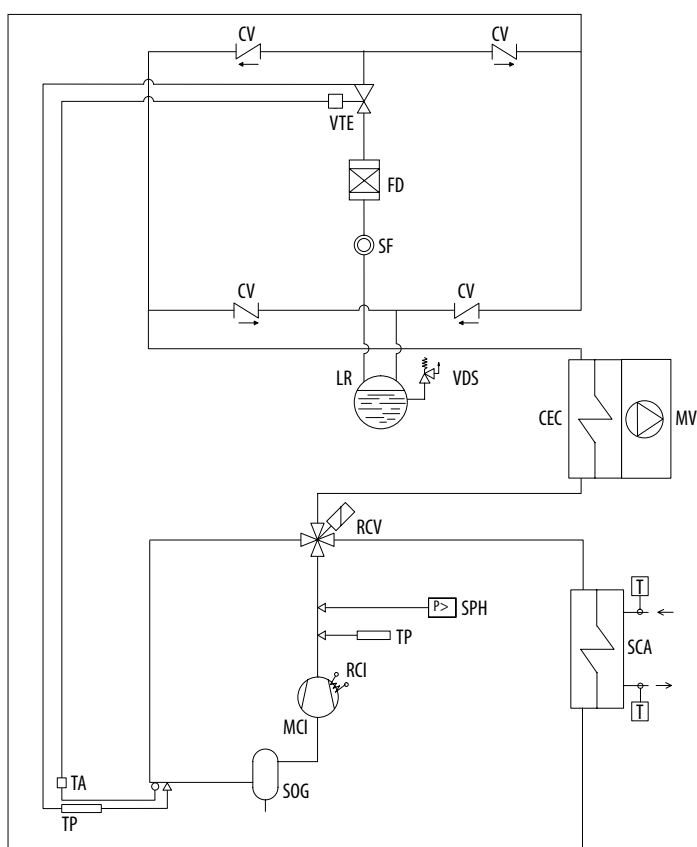 CV
CV
VTE
FD
SF
CV
CV
LR
VDS
CEC
MV
RCV
T
P>
SPH
SCA
TP
RCI
T
MCI
TA
SOG
TP